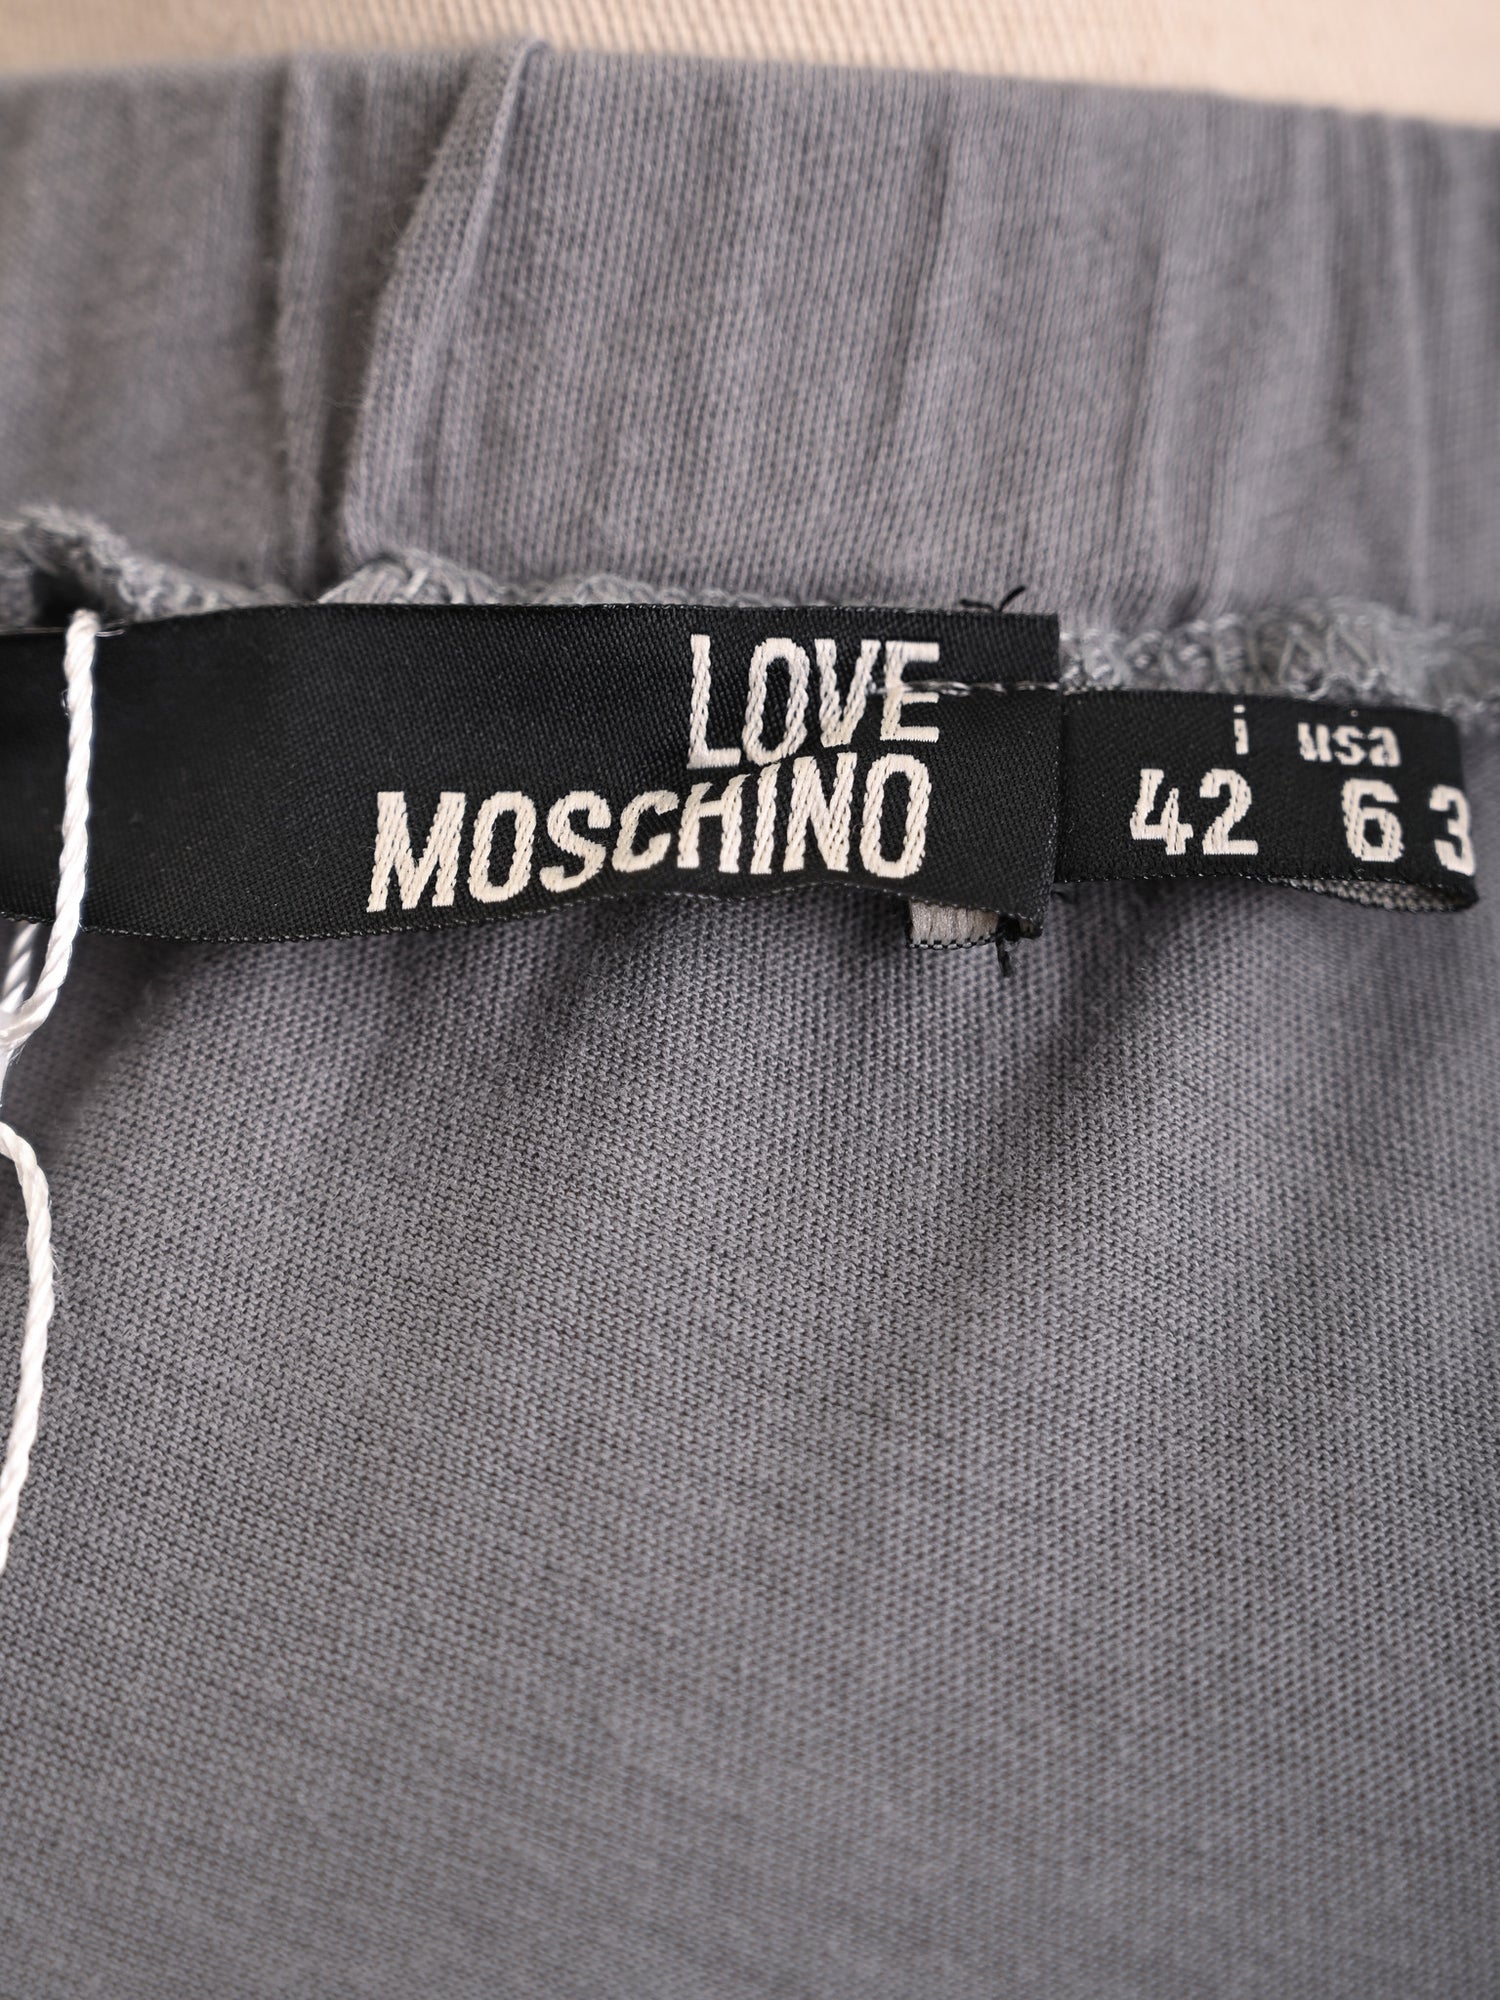 LOVE
MOSCHINO
i usa
42 6 3